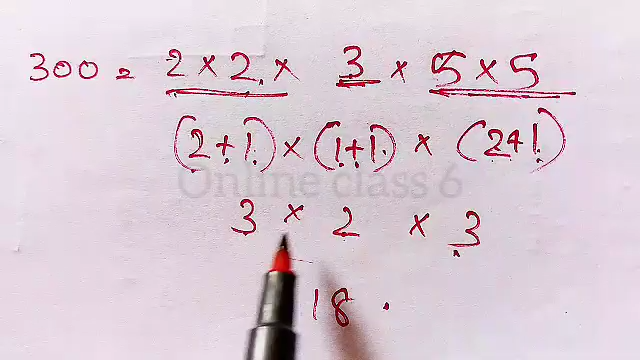 300 = 2 × 2 × 3 × 5 × 5
(2+1) × (1+1) × (2+1)
Online class 6
3 × 2 × 3
18